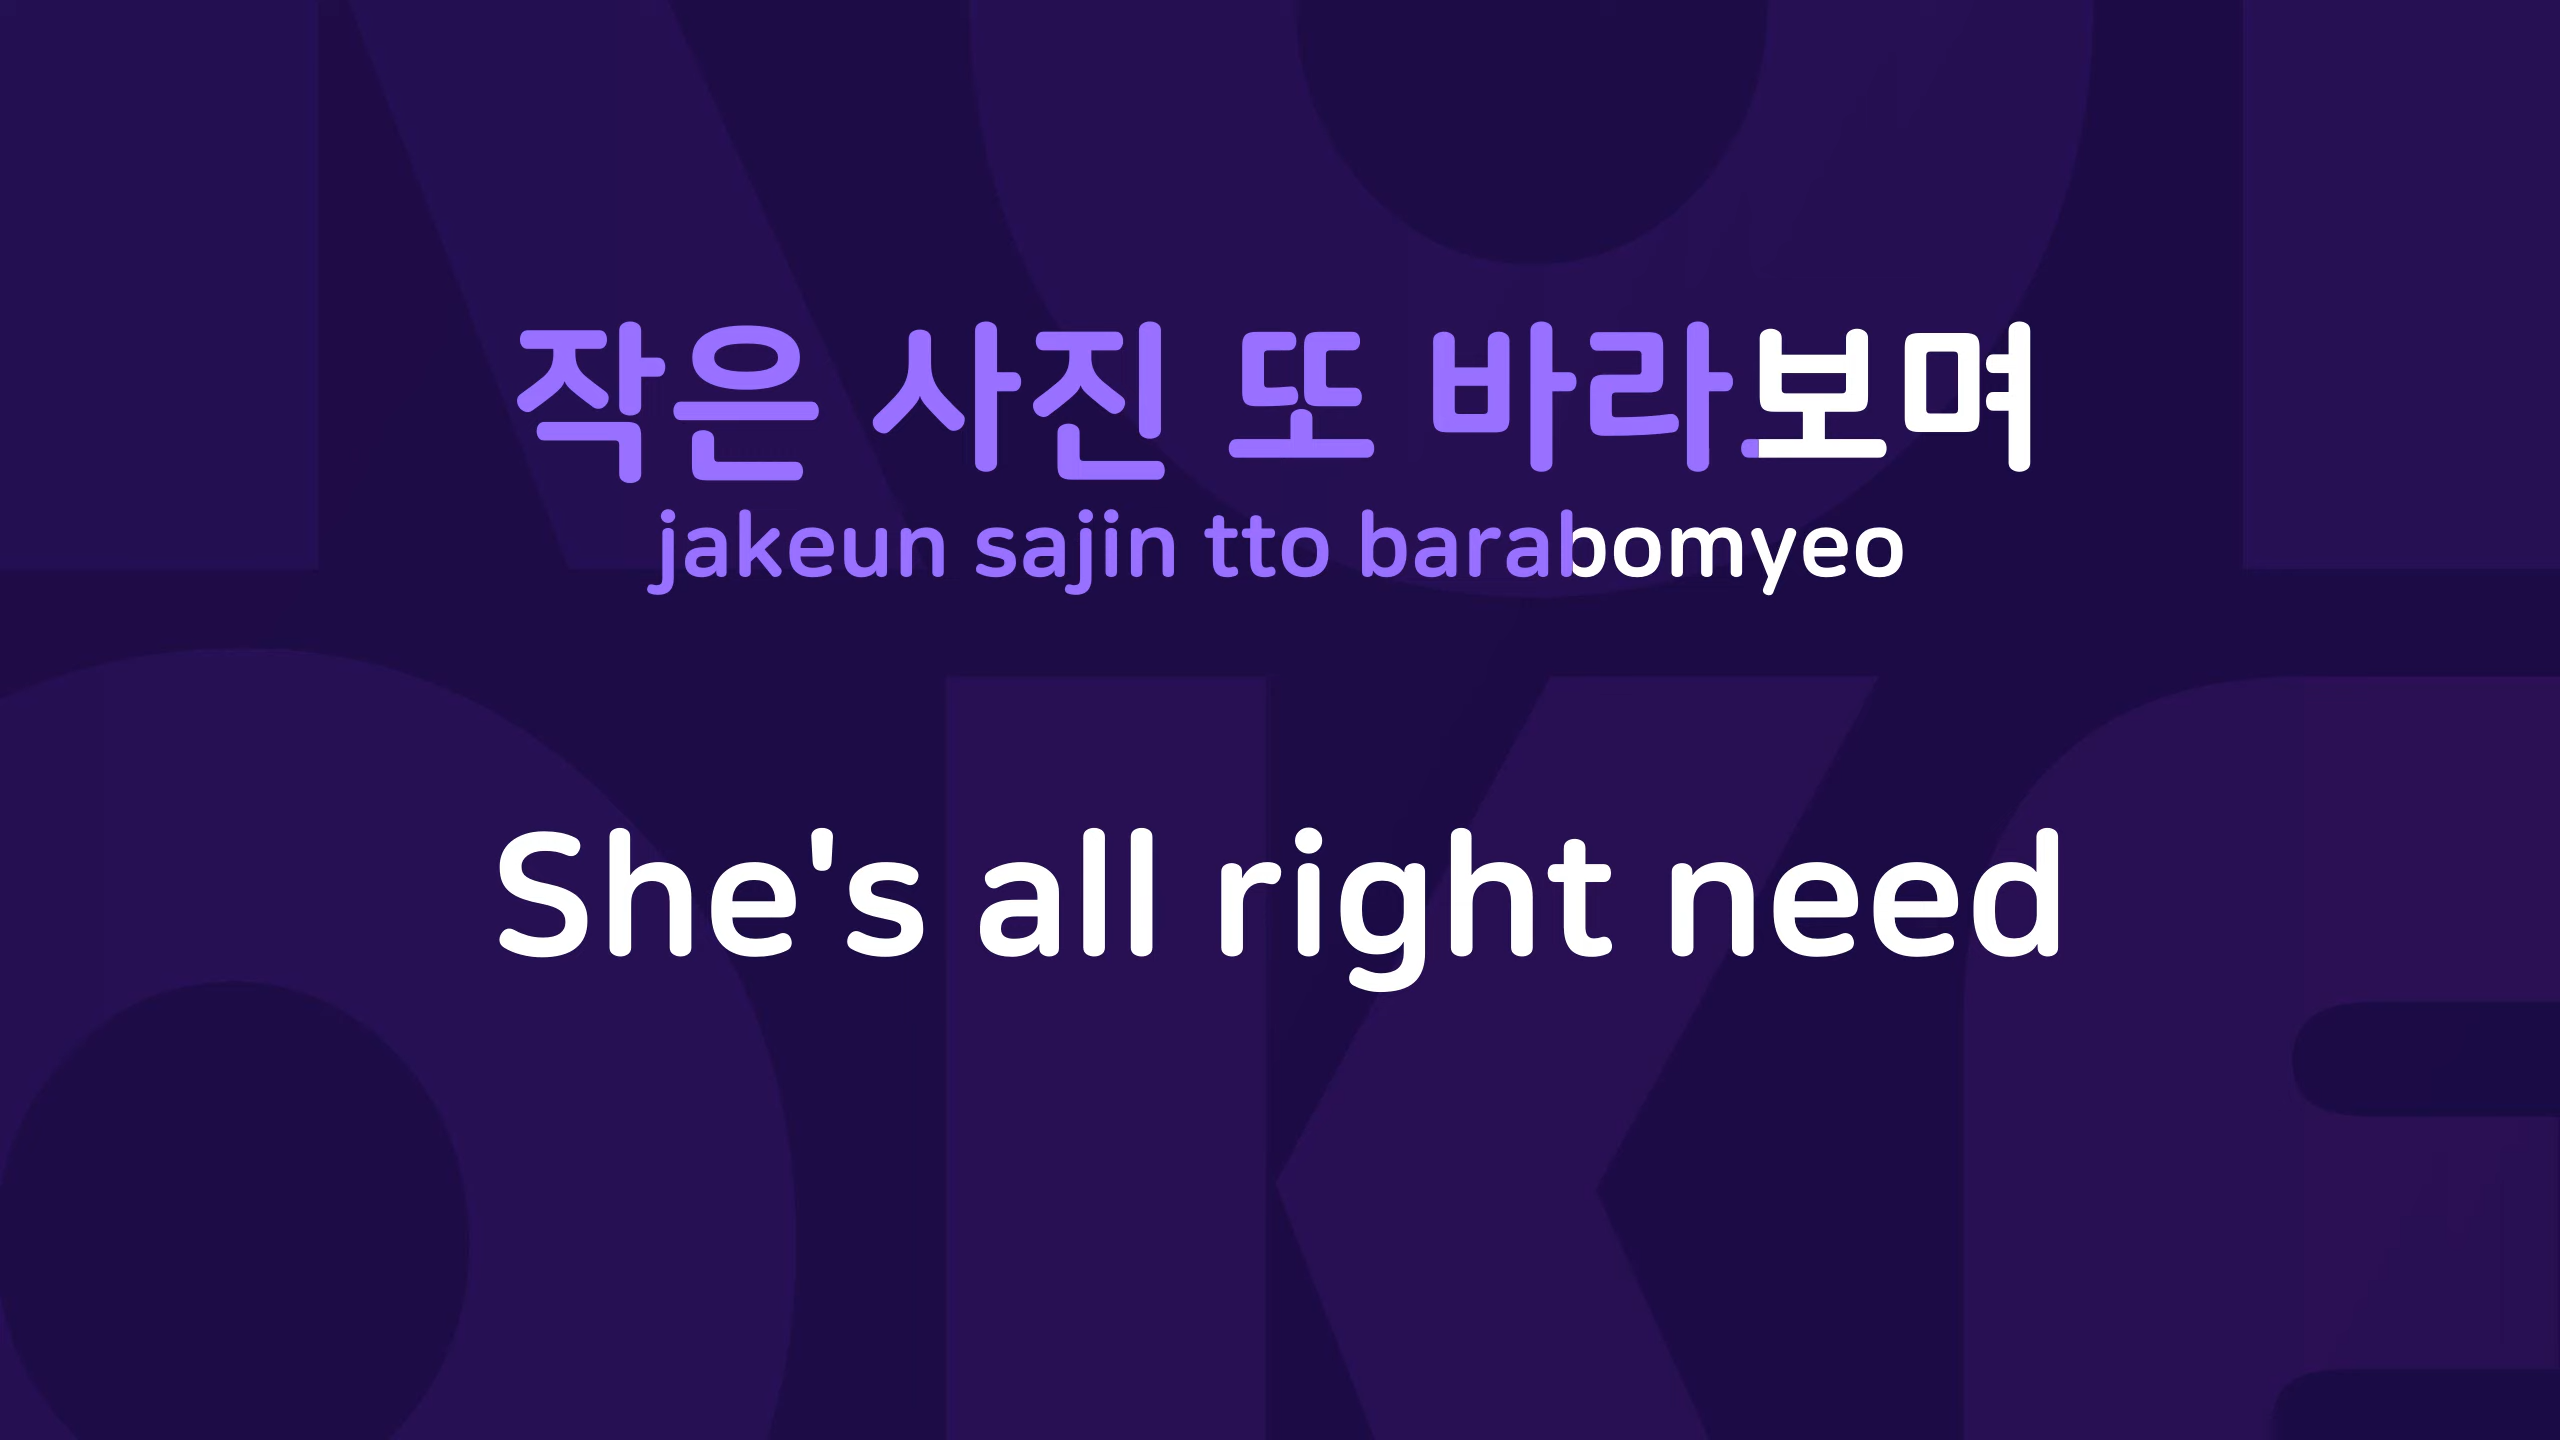 작은 사진 또 바라보며
jakeun sajin tto barabomyeo
She's all right need